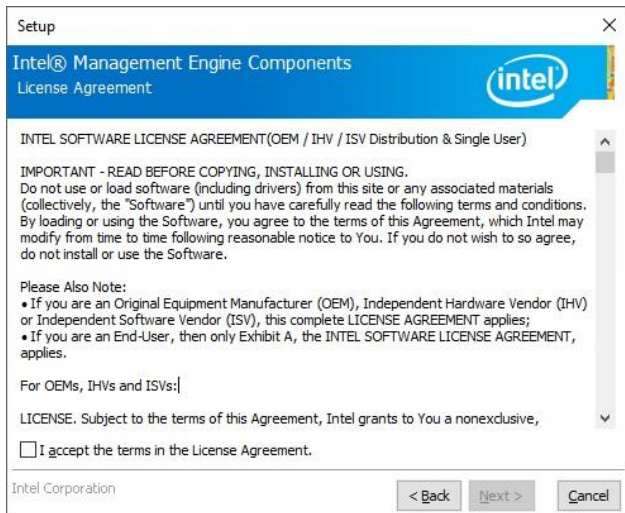 Setup
Intel® Management Engine Components
License Agreement
intel
INTEL SOFTWARE LICENSE AGREEMENT(OEM / IHV / ISV Distribution & Single User)
IMPORTANT - READ BEFORE COPYING, INSTALLING OR USING.
Do not use or load software (including drivers) from this site or any associated materials
(collectively, the "Software") until you have carefully read the following terms and conditions.
By loading or using the Software, you agree to the terms of this Agreement, which Intel may
modify from time to time following reasonable notice to You. If you do not wish to so agree,
do not install or use the Software.
Please Also Note:
• If you are an Original Equipment Manufacturer (OEM), Independent Hardware Vendor (IHV)
or Independent Software Vendor (ISV), this complete LICENSE AGREEMENT applies;
• If you are an End-User, then only Exhibit A, the INTEL SOFTWARE LICENSE AGREEMENT,
applies.
For OEMs, IHVs and ISVs:
LICENSE. Subject to the terms of this Agreement, Intel grants to You a nonexclusive,
I accept the terms in the License Agreement.
Intel Corporation
< Back Next > Cancel